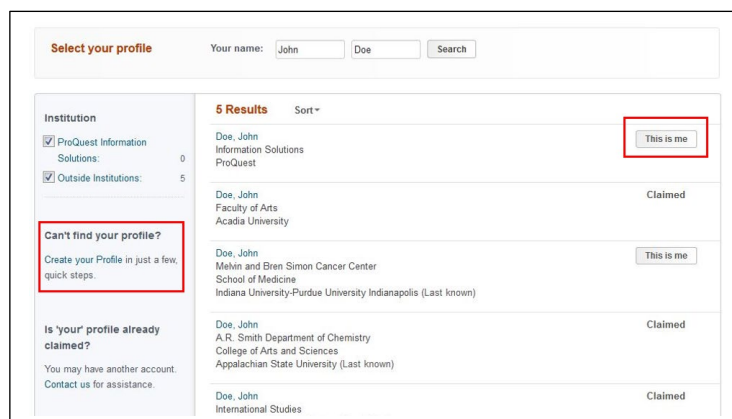 Select your profile
Your name: John Doe Search
Institution
ProQuest Information
Solutions: 0
Outside Institutions: 5
Can't find your profile?
Create your Profile in just a few,
quick steps.
Is 'your' profile already
claimed?
You may have another account.
Contact us for assistance.
5 Results Sort
Doe, John
This is me
Information Solutions
ProQuest
Doe, John
Claimed
Faculty of Arts
Acadia University
Doe, John
This is me
Melvin and Bren Simon Cancer Center
School of Medicine
Indiana University-Purdue University Indianapolis (Last known)
Doe, John
Claimed
A.R. Smith Department of Chemistry
College of Arts and Sciences
Appalachian State University (Last known)
Doe, John
Claimed
International Studies